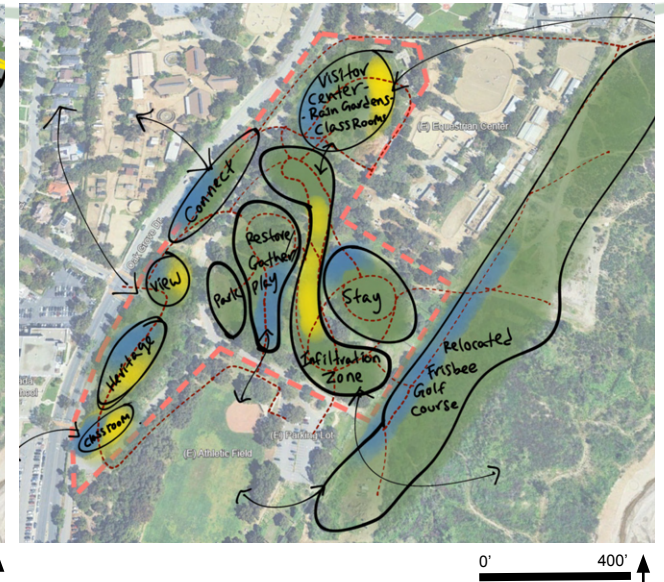 Visitor
Center-
Rain Gardens-
Classrooms
(E) Equestrian Center
Connect
Restore
Gather
Play
View
Park
Stay
Heritage
Infiltration
Zone
Relocated
Frisbee
Golf
course
Classroom
(E) Parking Lot
(E) Athletic Field
0' 400'